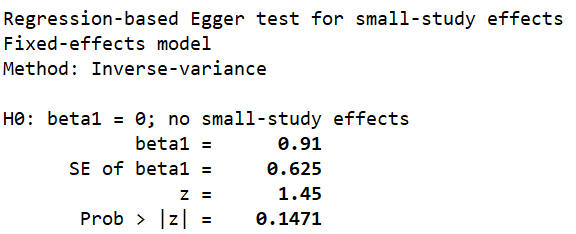 Regression-based Egger test for small-study effects
Fixed-effects model
Method: Inverse-variance
H0: beta1 = 0; no small-study effects
beta1 = 0.91
SE of beta1 = 0.625
z = 1.45
Prob > |z| = 0.1471